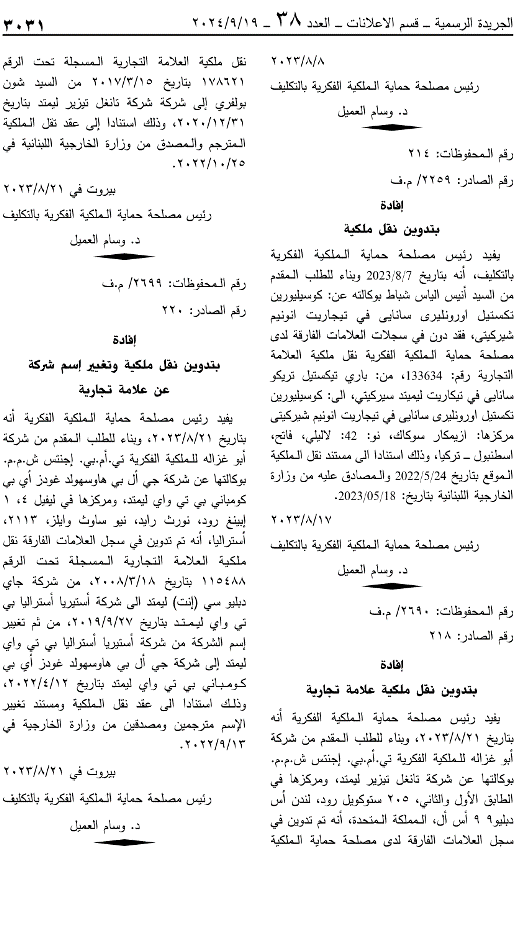 الجريدة الرسمية ــ قسم الاعلانات ــ العدد ٣٨ ــ ٢٠٢٤/٩/١٩
٣٠٣١
٢٠٢٣/٨/٨
رئيس مصلحة حماية الملكية الفكرية بالتكليف
د. وسام العميل
رقم المحفوظات: ٢١٤
رقم الصادر: ٢٢٥٩/ م.ف
إفادة
بتدوين نقل ملكية
يفيد رئيس مصلحة حماية الملكية الفكرية
بالتكليف، أنه بتاريخ 2023/8/7 وبناء للطلب المقدم
من السيد أنيس الياس شباط بوكالته عن: كوسيليورين
تكستيل اورونليرى سانايى في تيجاريت انونيم
شيركيتى، فقد دون في سجلات العلامات الفارقة لدى
مصلحة حماية الملكية الفكرية نقل ملكية العلامة
التجارية رقم: 133634، من: باري تيكستيل تريكو
سانايى في تيكاريت ليميتد سيركيتي، الى: كوسيليورين
تكستيل اورونليرى سانايى في تيجاريت انونيم شيركيتى
مركزها: ازيمكار سوكاك، نو: 42: لاليلى، فاتح،
اسطنبول ــ تركيا، وذلك استنادا الى مستند نقل الملكية
الموقع بتاريخ 2022/5/24 والمصادق عليه من وزارة
الخارجية اللبنانية بتاريخ: 2023/05/18.
٢٠٢٣/٨/١٧
رئيس مصلحة حماية الملكية الفكرية بالتكليف
د. وسام العميل
رقم المحفوظات: ٢٦٩٠/ م.ف
رقم الصادر: ٢١٨
إفادة
بتدوين نقل ملكية علامة تجارية
يفيد رئيس مصلحة حماية الملكية الفكرية أنه
بتاريخ ٢٠٢٣/٨/٢١، وبناء للطلب المقدم من شركة
أبو غزاله للملكية الفكرية تي.أم.بي. إجنتس ش.م.م.
بوكالتها عن شركة تانغل تيزير ليمتد، ومركزها في
الطابق الأول والثاني، ٢٠٥ ستوكويل رود، لندن أس
دبليو٩ ٩ أس أل، المملكة المتحدة، أنه تم تدوين في
سجل العلامات الفارقة لدى مصلحة حماية الملكية
نقل ملكية العلامة التجارية المسجلة تحت الرقم
١٧٨٦٢١ بتاريخ ٢٠١٧/٣/١٥ من السيد شون
بولفري إلى شركة شركة تانغل تيزير ليمتد بتاريخ
٢٠٢٠/١٢/٣١، وذلك استنادا إلى عقد نقل الملكية
المترجم والمصدق من وزارة الخارجية اللبنانية في
٢٠٢٢/١٠/٢٥.
بيروت في ٢٠٢٣/٨/٢١
رئيس مصلحة حماية الملكية الفكرية بالتكليف
د. وسام العميل
رقم المحفوظات: ٢٦٩٩/ م.ف
رقم الصادر: ٢٢٠
إفادة
بتدوين نقل ملكية وتغيير إسم شركة
عن علامة تجارية
يفيد رئيس مصلحة حماية الملكية الفكرية أنه
بتاريخ ٢٠٢٣/٨/٢١، وبناء للطلب المقدم من شركة
أبو غزاله للملكية الفكرية تي.أم.بي. إجنتس ش.م.م.
بوكالتها عن شركة جي أل بي هاوسهولد غودز أي بي
كومباني بي تي واي ليمتد، ومركزها في ليفيل ٤، ١
إبينغ رود، نورث رايد، نيو ساوث وايلز، ٢١١٣،
أستراليا، أنه تم تدوين في سجل العلامات الفارقة نقل
ملكية العلامة التجارية المسجلة تحت الرقم
١١٥٤٨٨ بتاريخ ٢٠٠٨/٣/١٨، من شركة جاي
دبليو سي (إنت) ليمتد الى شركة أستيريا أستراليا بي
تي واي ليمتد بتاريخ ٢٠١٩/٩/٢٧، من ثم تغيير
إسم الشركة من شركة أستيريا أستراليا بي تي واي
ليمتد إلى شركة جي أل بي هاوسهولد غودز أي بي
كومباني بي تي واي ليمتد بتاريخ ٢٠٢٢/٤/١٢،
وذلك استنادا الى عقد نقل الملكية ومستند تغيير
الإسم مترجمين ومصدقين من وزارة الخارجية في
٢٠٢٢/٩/١٣.
بيروت في ٢٠٢٣/٨/٢١
رئيس مصلحة حماية الملكية الفكرية بالتكليف
د. وسام العميل